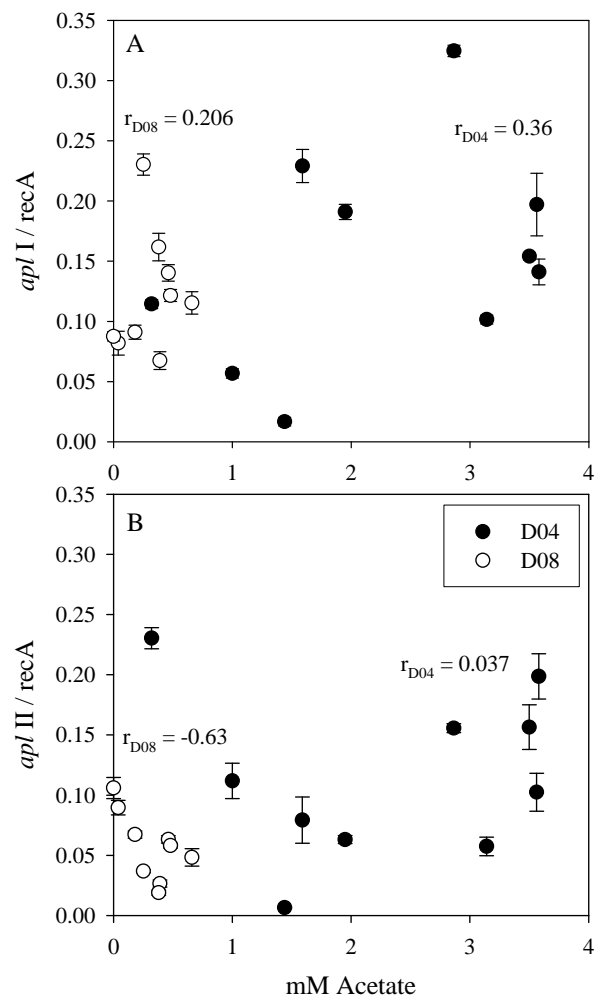 A
0.35
0.30
r_D08 = 0.206
r_D04 = 0.36
0.25
0.20
apl I / recA
0.15
0.10
0.05
0.00
0 1 2 3 4
B
0.35
D04
D08
0.30
0.25
r_D04 = 0.037
0.20
apl II / recA
r_D08 = -0.63
0.15
0.10
0.05
0.00
0 1 2 3 4
mM Acetate